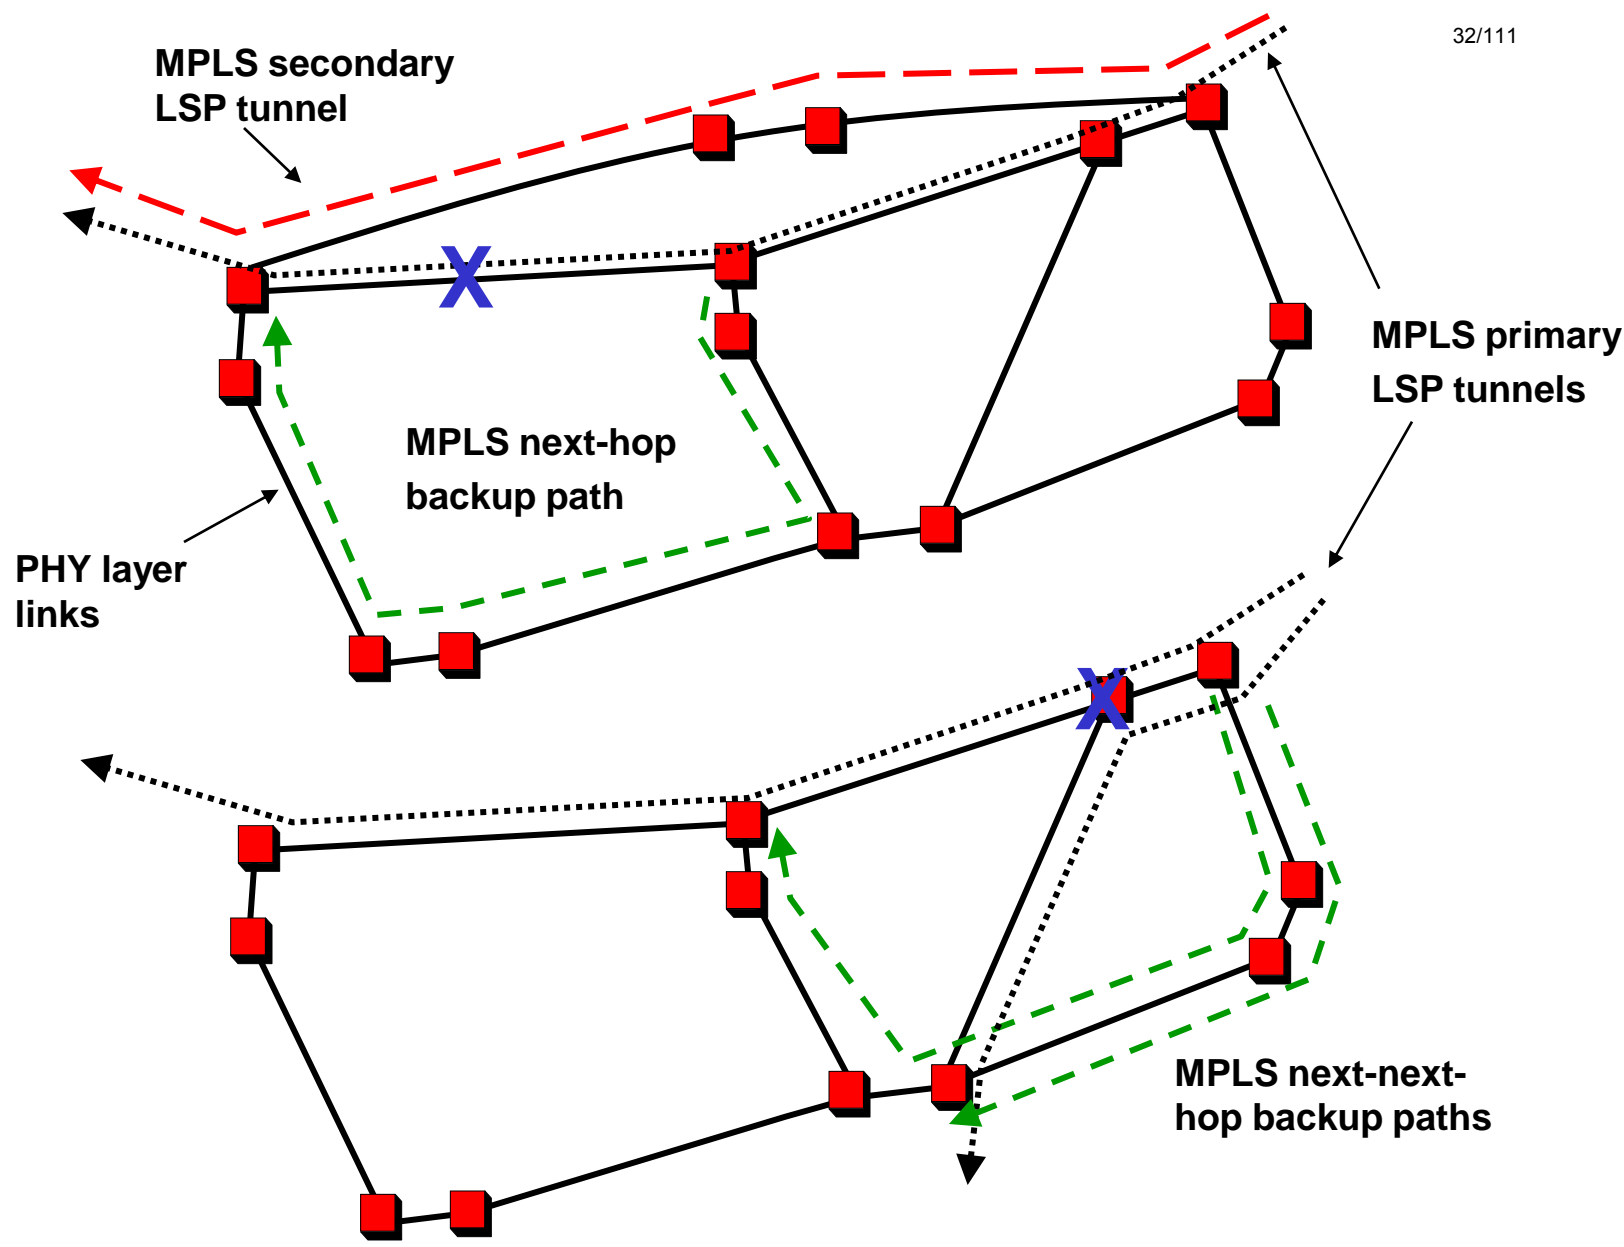 32/111
MPLS secondary
LSP tunnel
X
MPLS primary
LSP tunnels
MPLS next-hop
backup path
PHY layer
links
X
MPLS next-next-
hop backup paths